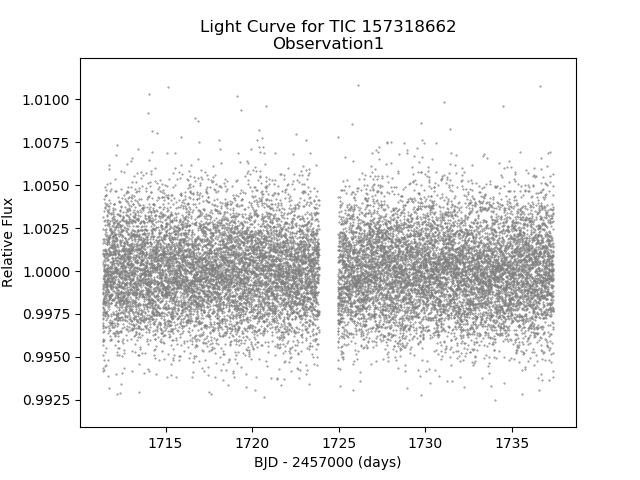 Light Curve for TIC 157318662
Observation1
1.0100
1.0075
1.0050
1.0025
1.0000
0.9975
0.9950
0.9925
Relative Flux
1715 1720 1725 1730 1735
BJD - 2457000 (days)